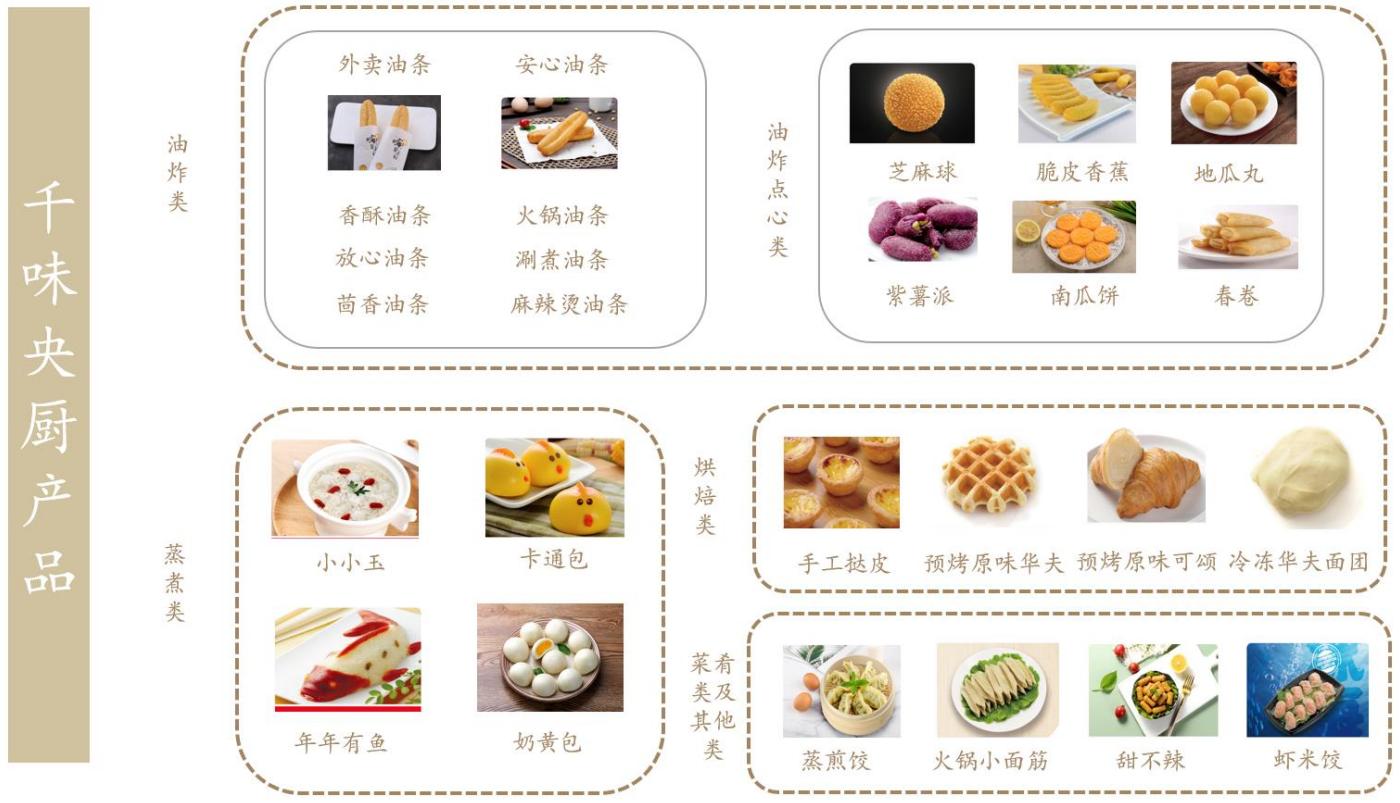 千味央厨产品
油炸类
外卖油条
安心油条
香酥油条
火锅油条
放心油条
涮煮油条
茴香油条
麻辣烫油条
油炸点心类
芝麻球
脆皮香蕉
地瓜丸
紫薯派
南瓜饼
春卷
蒸煮类
小小玉
卡通包
年年有鱼
奶黄包
烘焙类
手工挞皮
预烤原味华夫
预烤原味可颂
冷冻华夫面团
菜肴
类及
其他
类
蒸煎饺
火锅小面筋
甜不辣
虾米饺